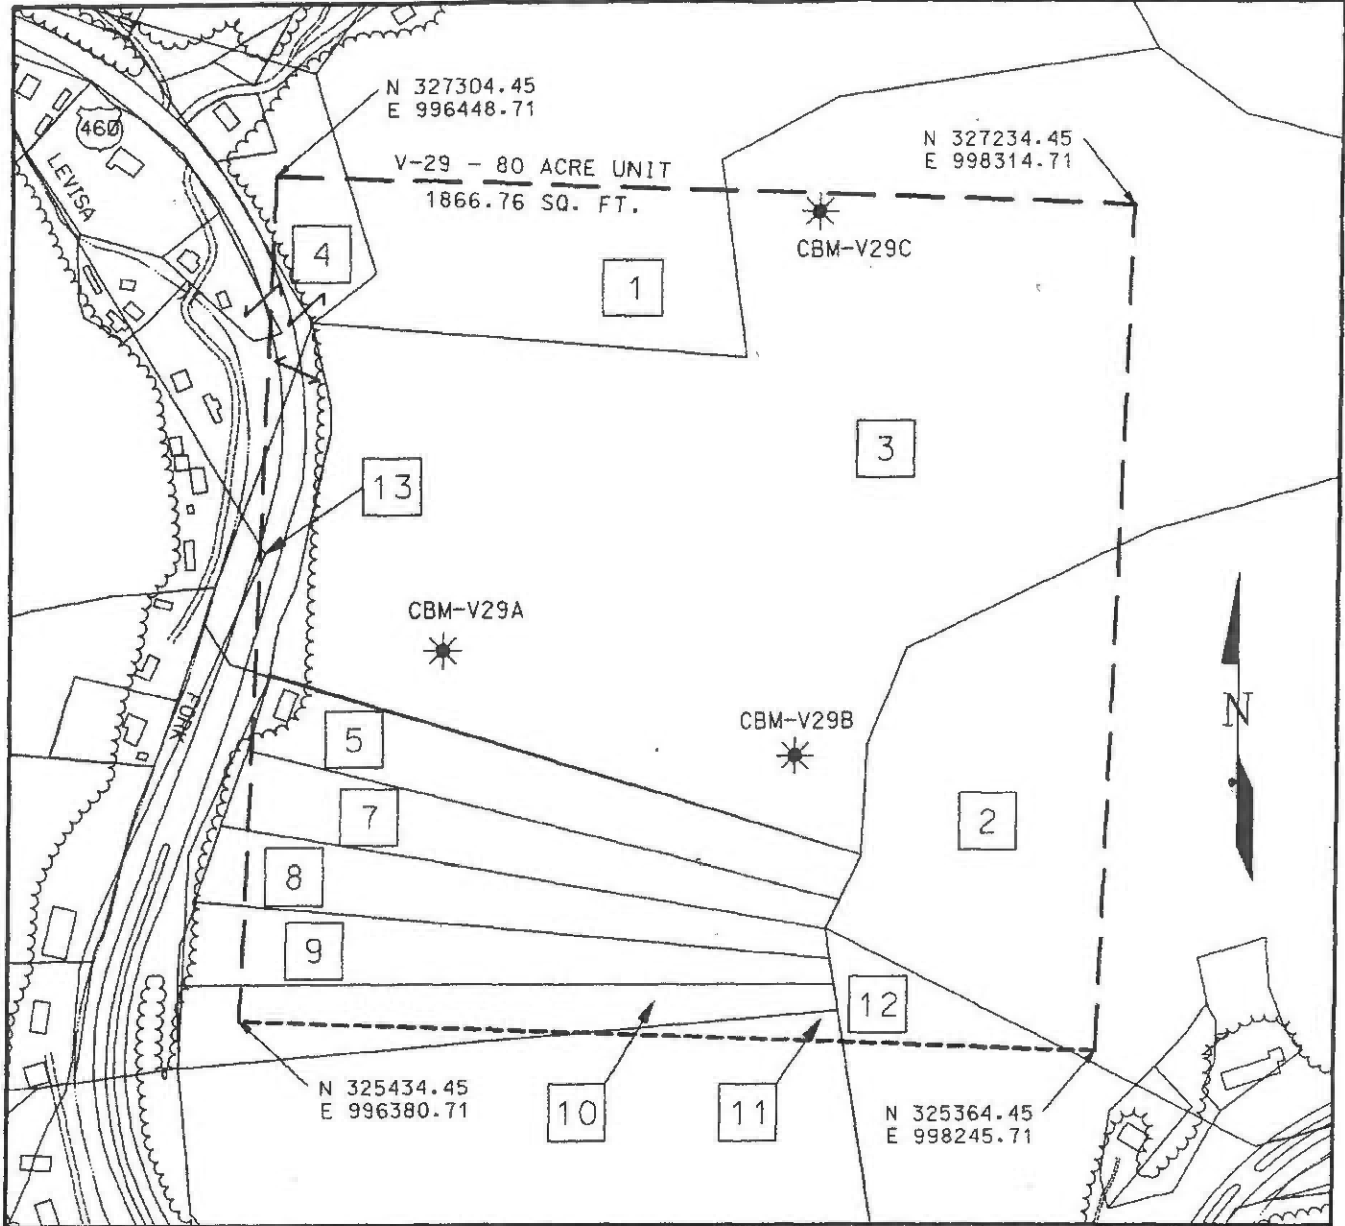 N 327304.45
E 996448.71
460
N 327234.45
E 998314.71
LEVISA
V-29 - 80 ACRE UNIT
1866.76 SQ. FT.
4
CBM-V29C
1
3
13
CBM-V29A
FORK
N
CBM-V29B
5
7
2
8
9
12
N 325434.45
E 996380.71
10
11
N 325364.45
E 998245.71